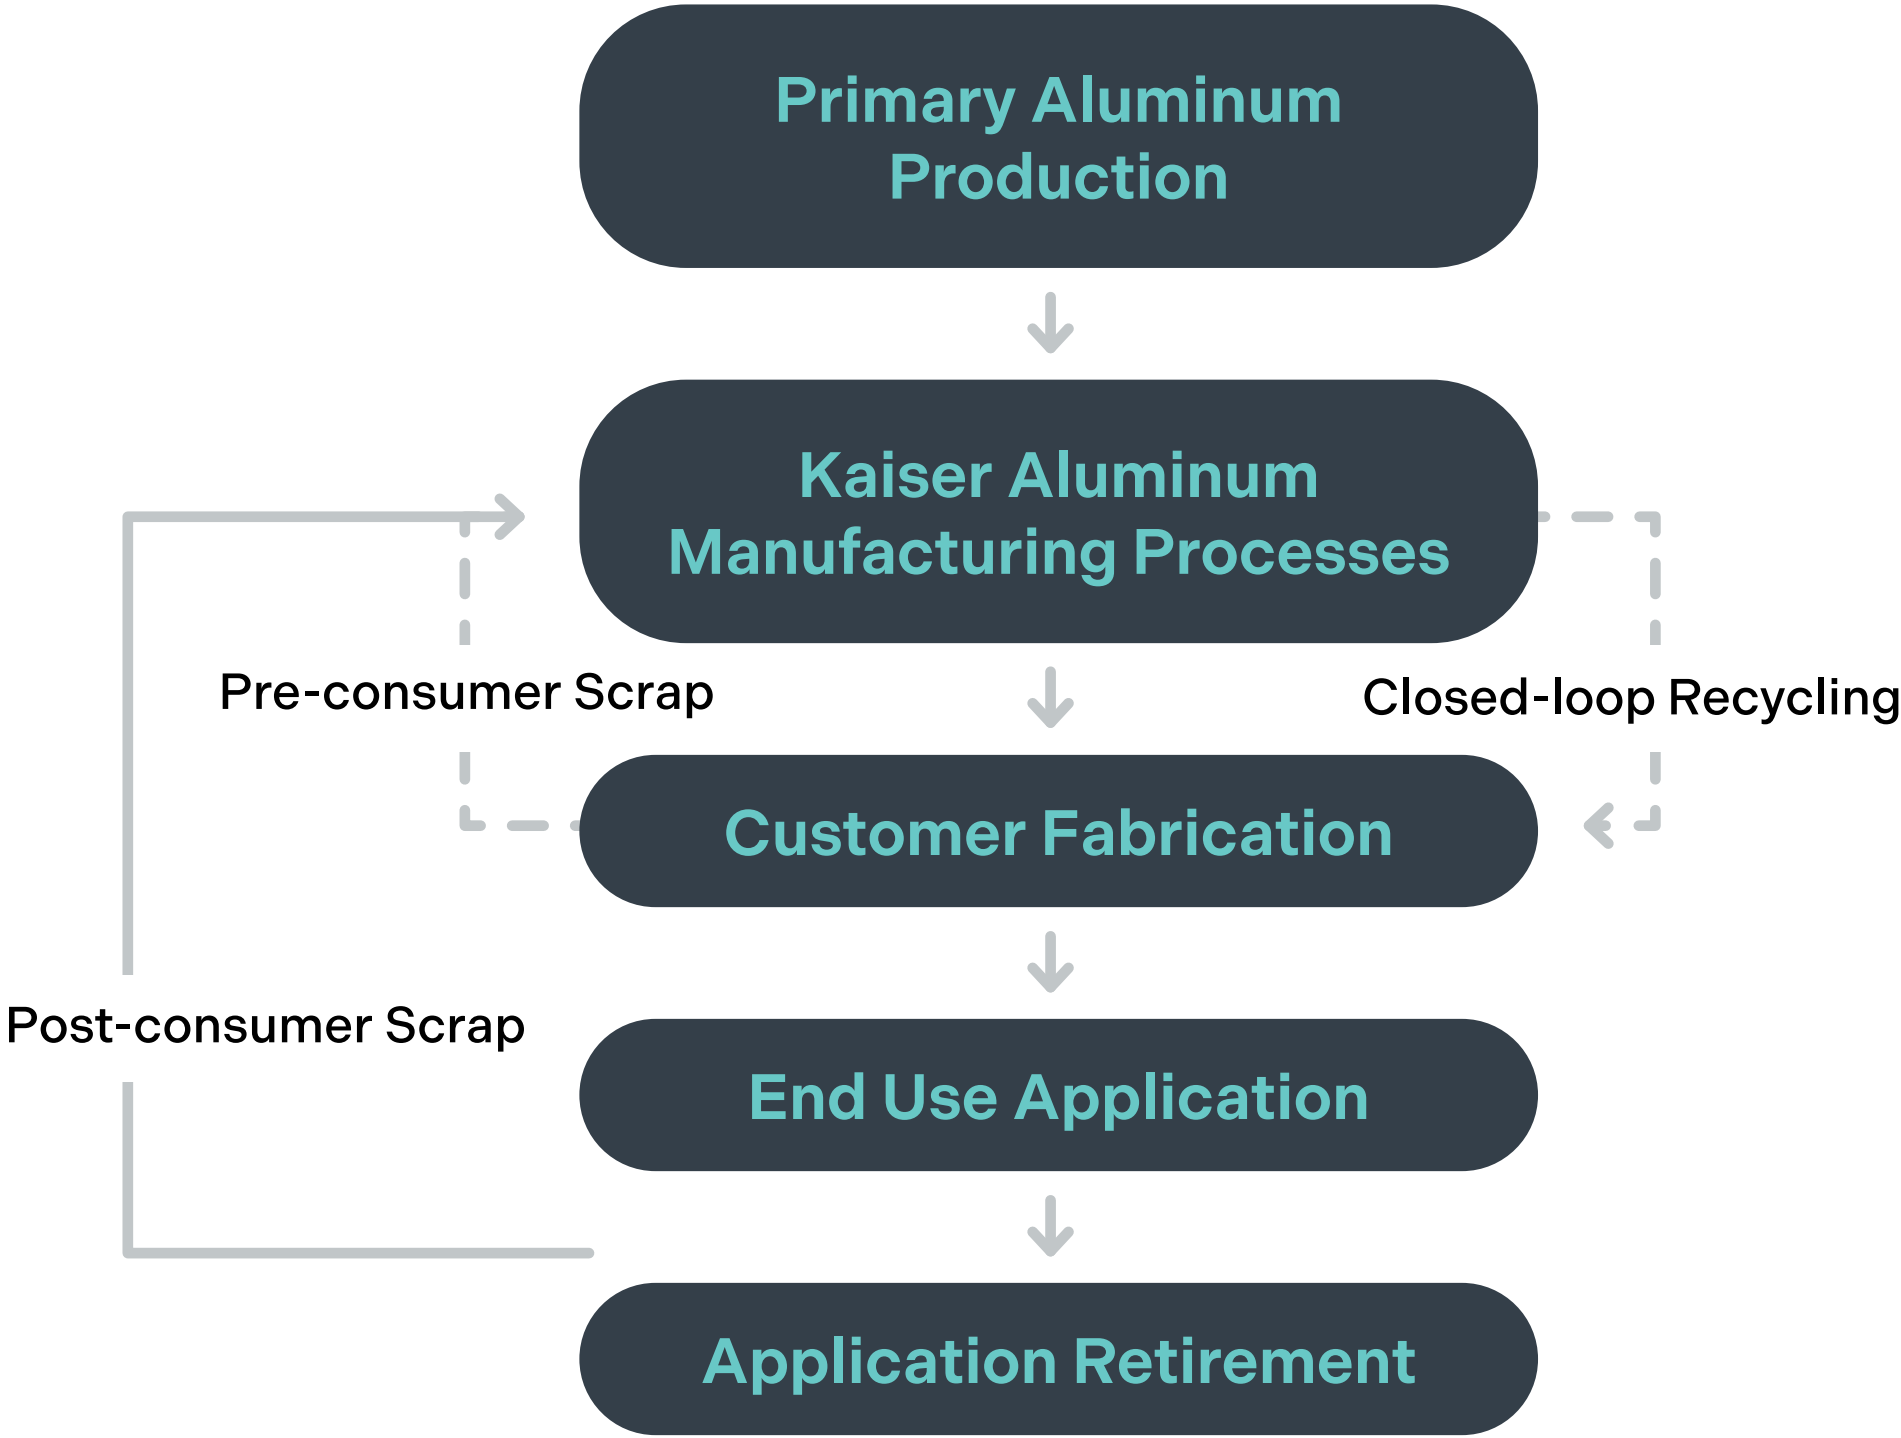 Primary Aluminum
Production
Kaiser Aluminum
Manufacturing Processes
Pre-consumer Scrap
Closed-loop Recycling
Customer Fabrication
Post-consumer Scrap
End Use Application
Application Retirement